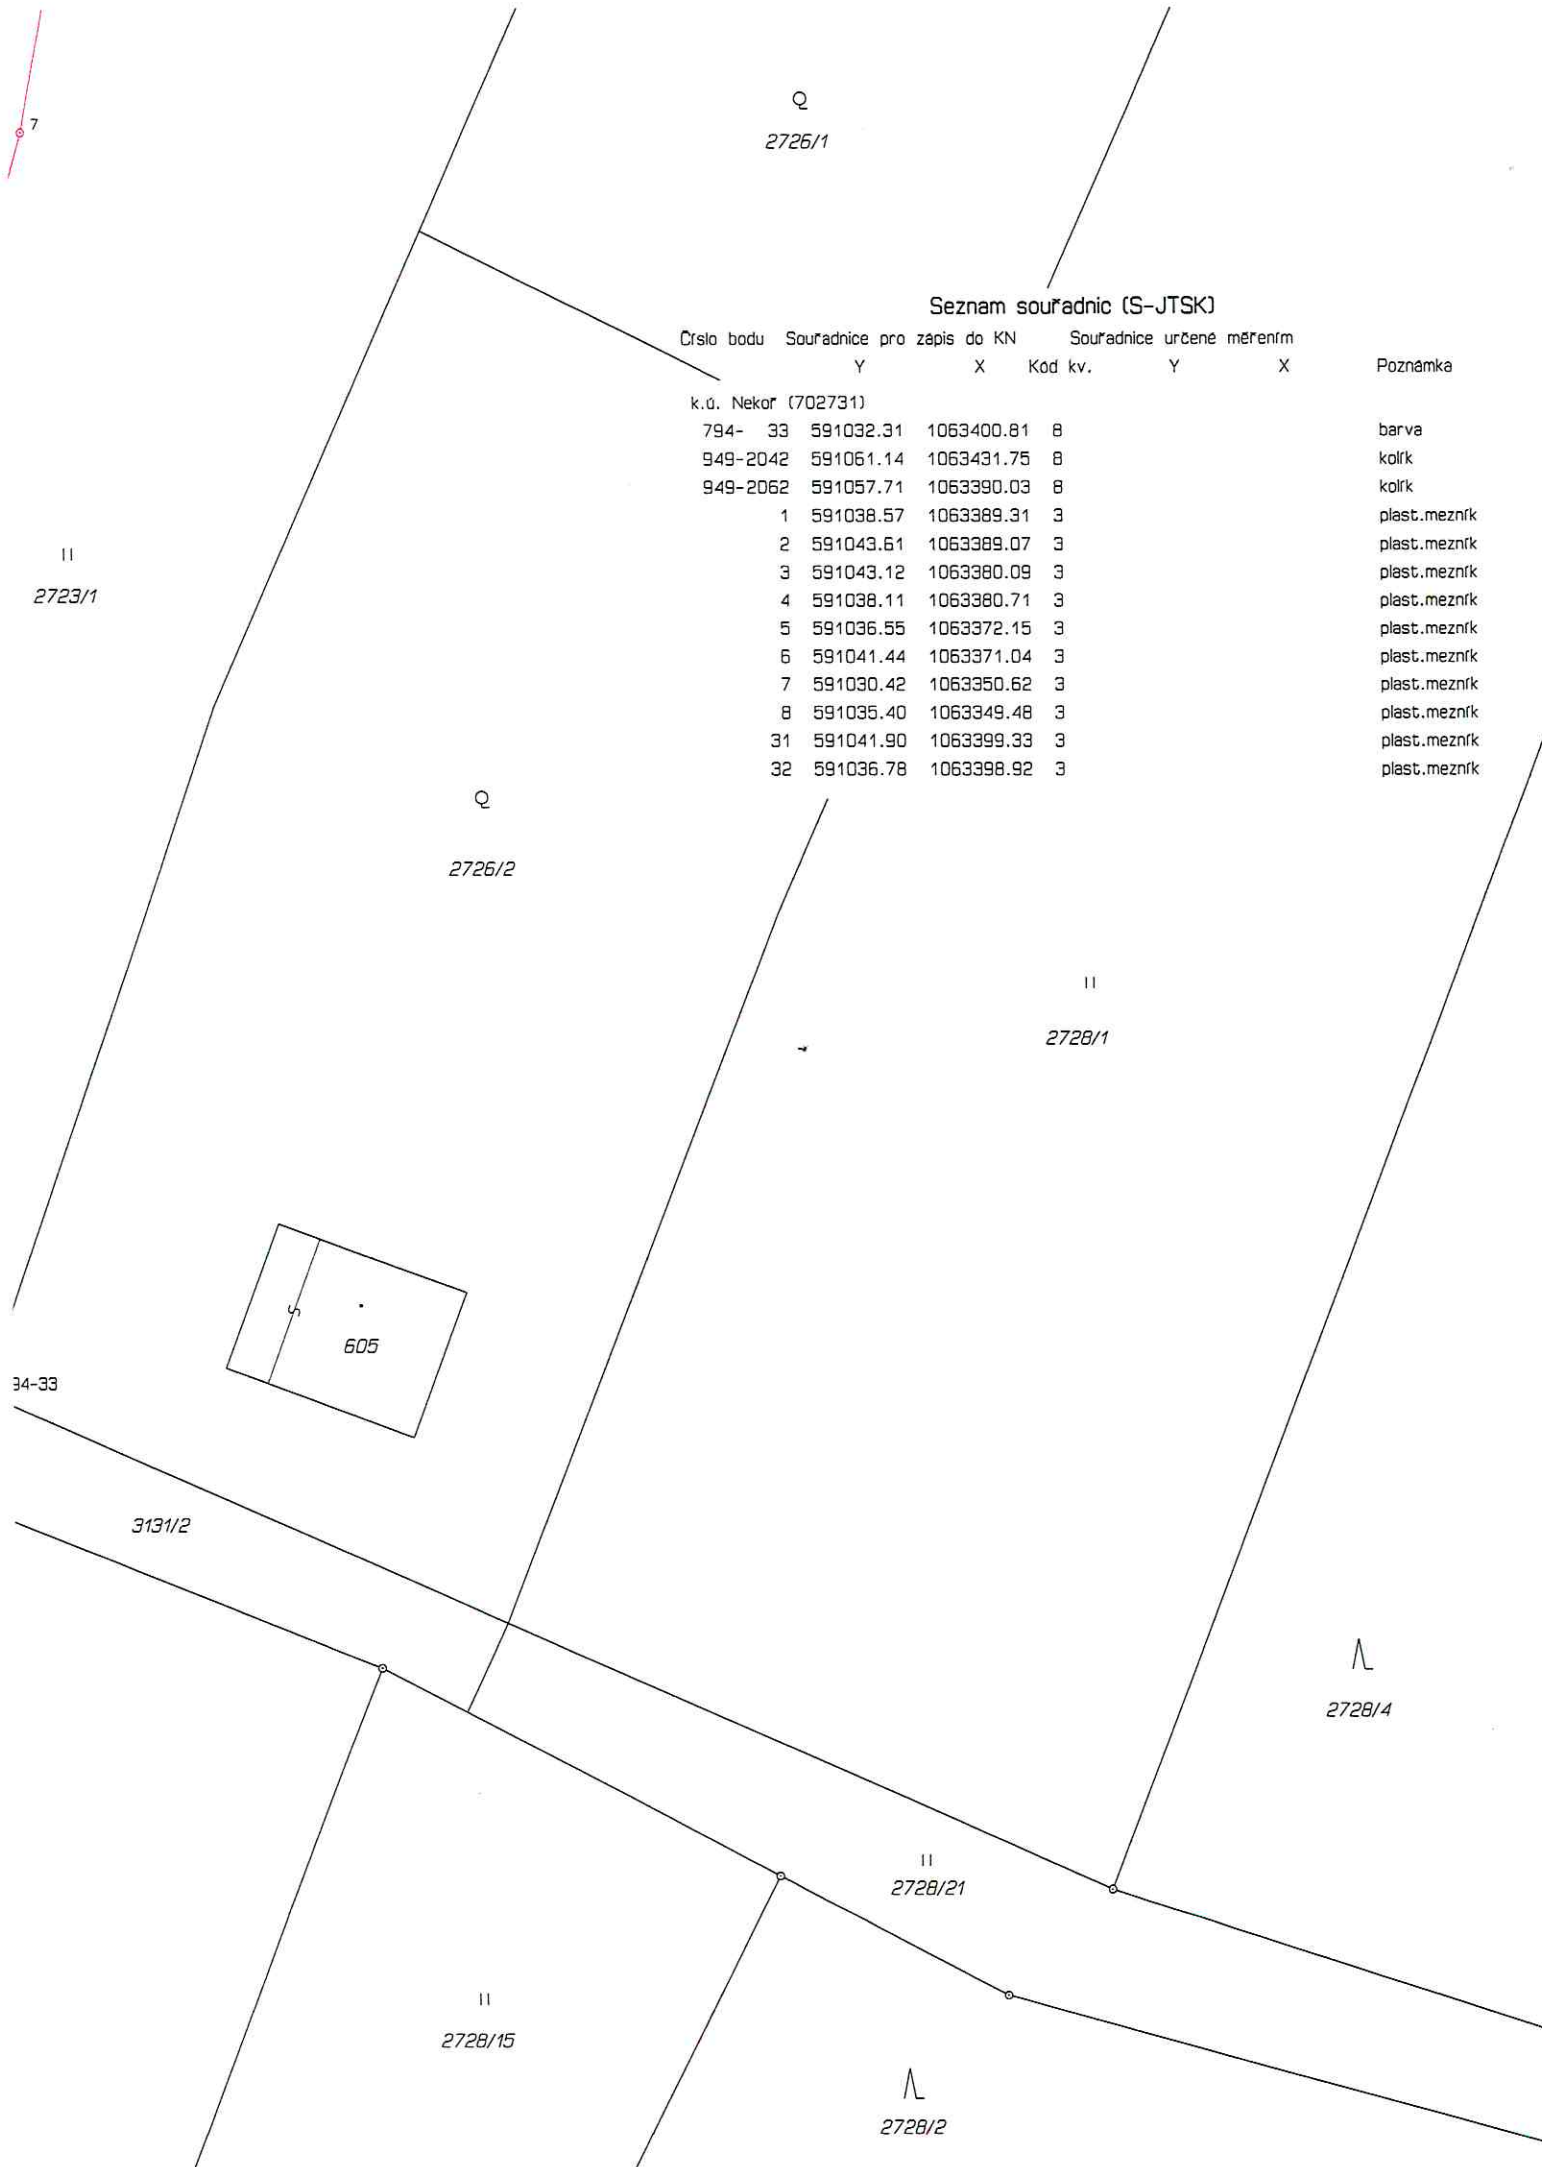 7
Q
2726/1
Seznam souřadnic (S-JTSK)
Číslo bodu Souřadnice pro zápis do KN Souřadnice určené měřením
Y X Kód kv. Y X Poznámka
k.ú. Nekoř (702731)
794- 33 591032.31 1063400.81 8 barva
949-2042 591061.14 1063431.75 8 kolík
949-2062 591057.71 1063390.03 8 kolík
1 591038.57 1063389.31 3 plast.mezník
2 591043.61 1063389.07 3 plast.mezník
3 591043.12 1063380.09 3 plast.mezník
4 591038.11 1063380.71 3 plast.mezník
5 591036.55 1063372.15 3 plast.mezník
6 591041.44 1063371.04 3 plast.mezník
7 591030.42 1063350.62 3 plast.mezník
8 591035.40 1063349.48 3 plast.mezník
31 591041.90 1063399.33 3 plast.mezník
32 591036.78 1063398.92 3 plast.mezník
2723/1
Q
2726/2
2728/1
605
94-33
3131/2
2728/4
2728/21
2728/15
2728/2